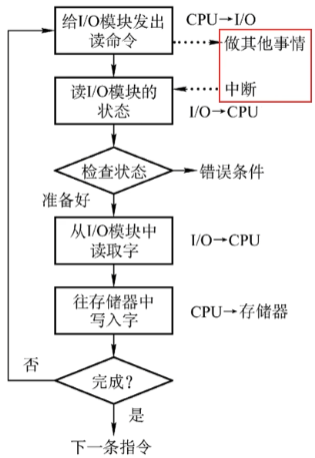 给I/O模块发出
读命令
CPU→I/O
做其他事情
读I/O模块的
状态
中断
I/O→CPU
检查状态
错误条件
准备好
从I/O模块中
读取字
I/O→CPU
往存储器中
写入字
CPU→存储器
否
完成?
是
下一条指令